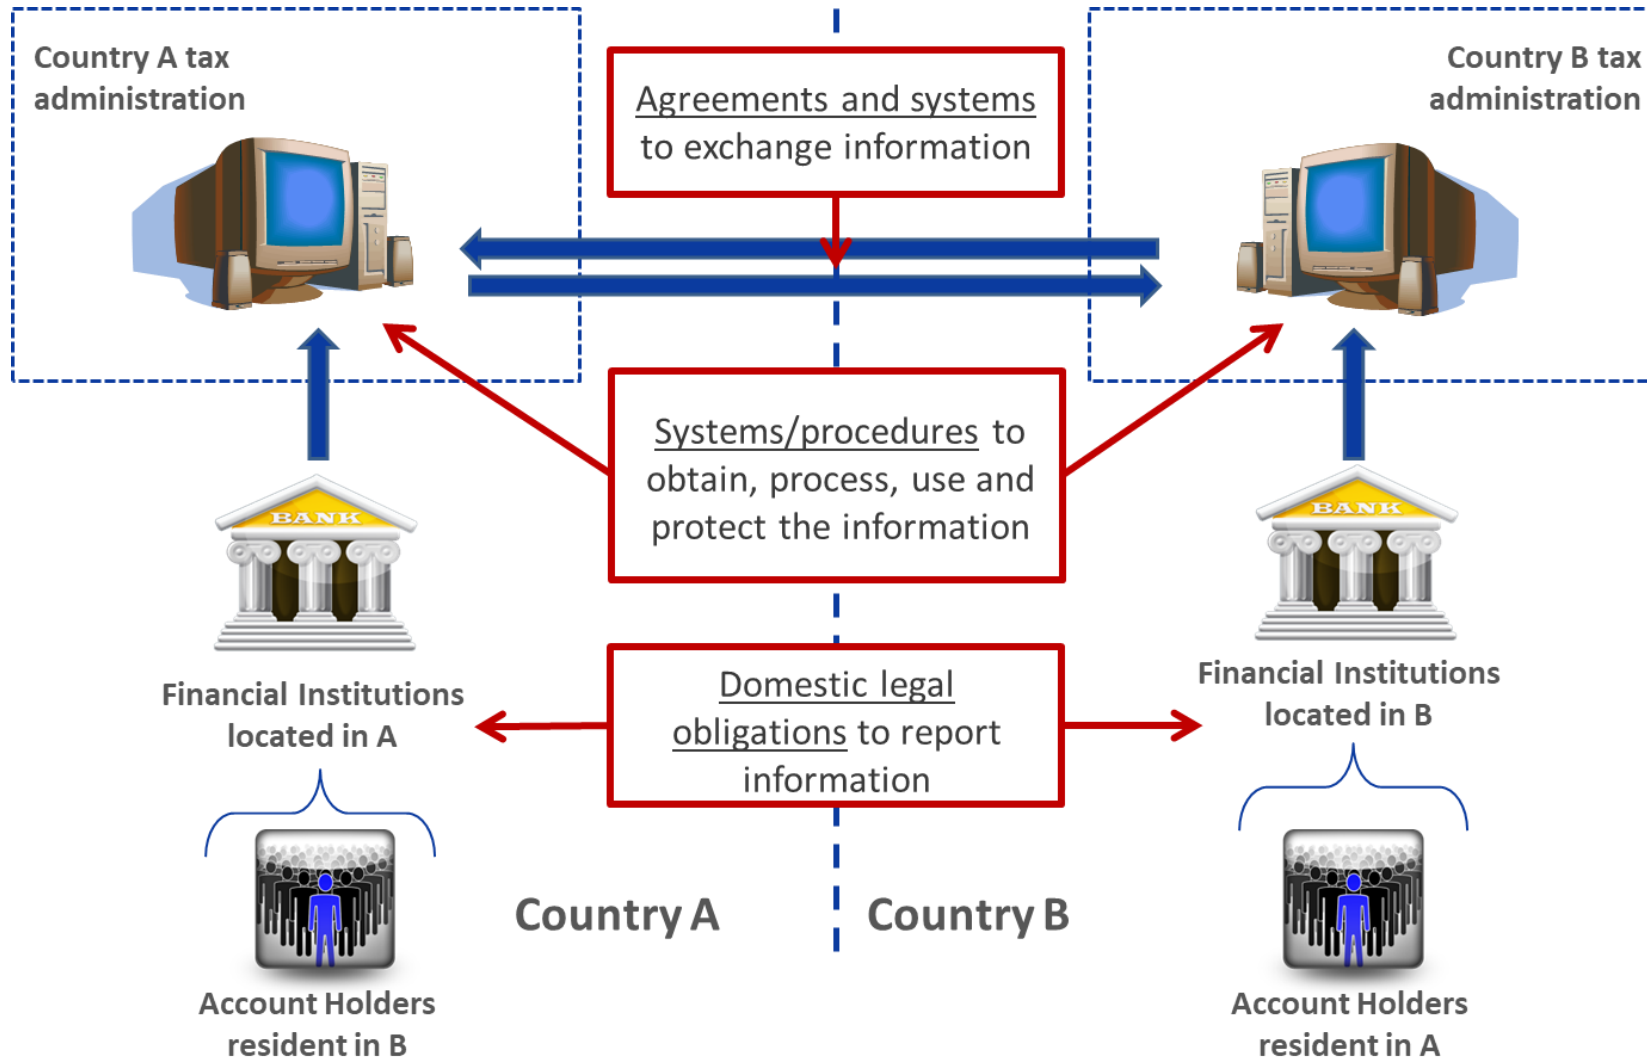 Country A tax
administration
Agreements and systems
to exchange information
Country B tax
administration
Systems/procedures to
obtain, process, use and
protect the information
BANK
BANK
Financial Institutions
located in A
Domestic legal
obligations to report
information
Financial Institutions
located in B
Country A
Country B
Account Holders
resident in B
Account Holders
resident in A